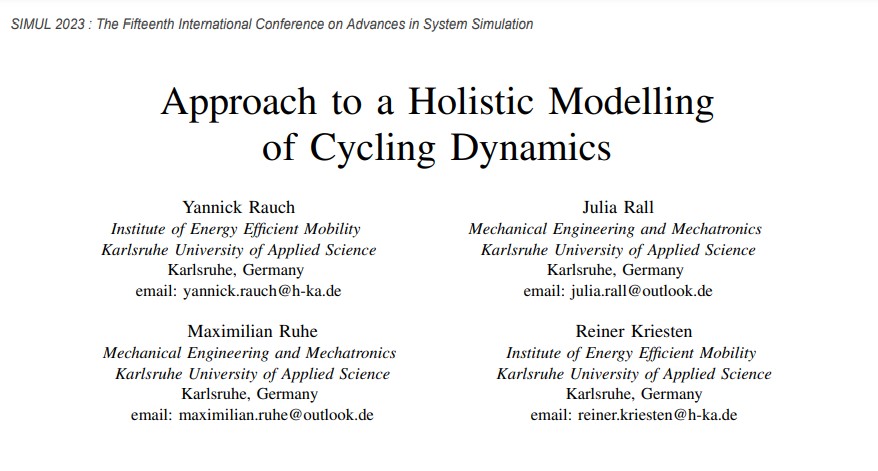 SIMUL 2023 : The Fifteenth International Conference on Advances in System Simulation
Approach to a Holistic Modelling
of Cycling Dynamics
Yannick Rauch
Institute of Energy Efficient Mobility
Karlsruhe University of Applied Science
Karlsruhe, Germany
email: yannick.rauch@h-ka.de
Julia Rall
Mechanical Engineering and Mechatronics
Karlsruhe University of Applied Science
Karlsruhe, Germany
email: julia.rall@outlook.de
Maximilian Ruhe
Mechanical Engineering and Mechatronics
Karlsruhe University of Applied Science
Karlsruhe, Germany
email: maximilian.ruhe@outlook.de
Reiner Kriesten
Institute of Energy Efficient Mobility
Karlsruhe University of Applied Science
Karlsruhe, Germany
email: reiner.kriesten@h-ka.de